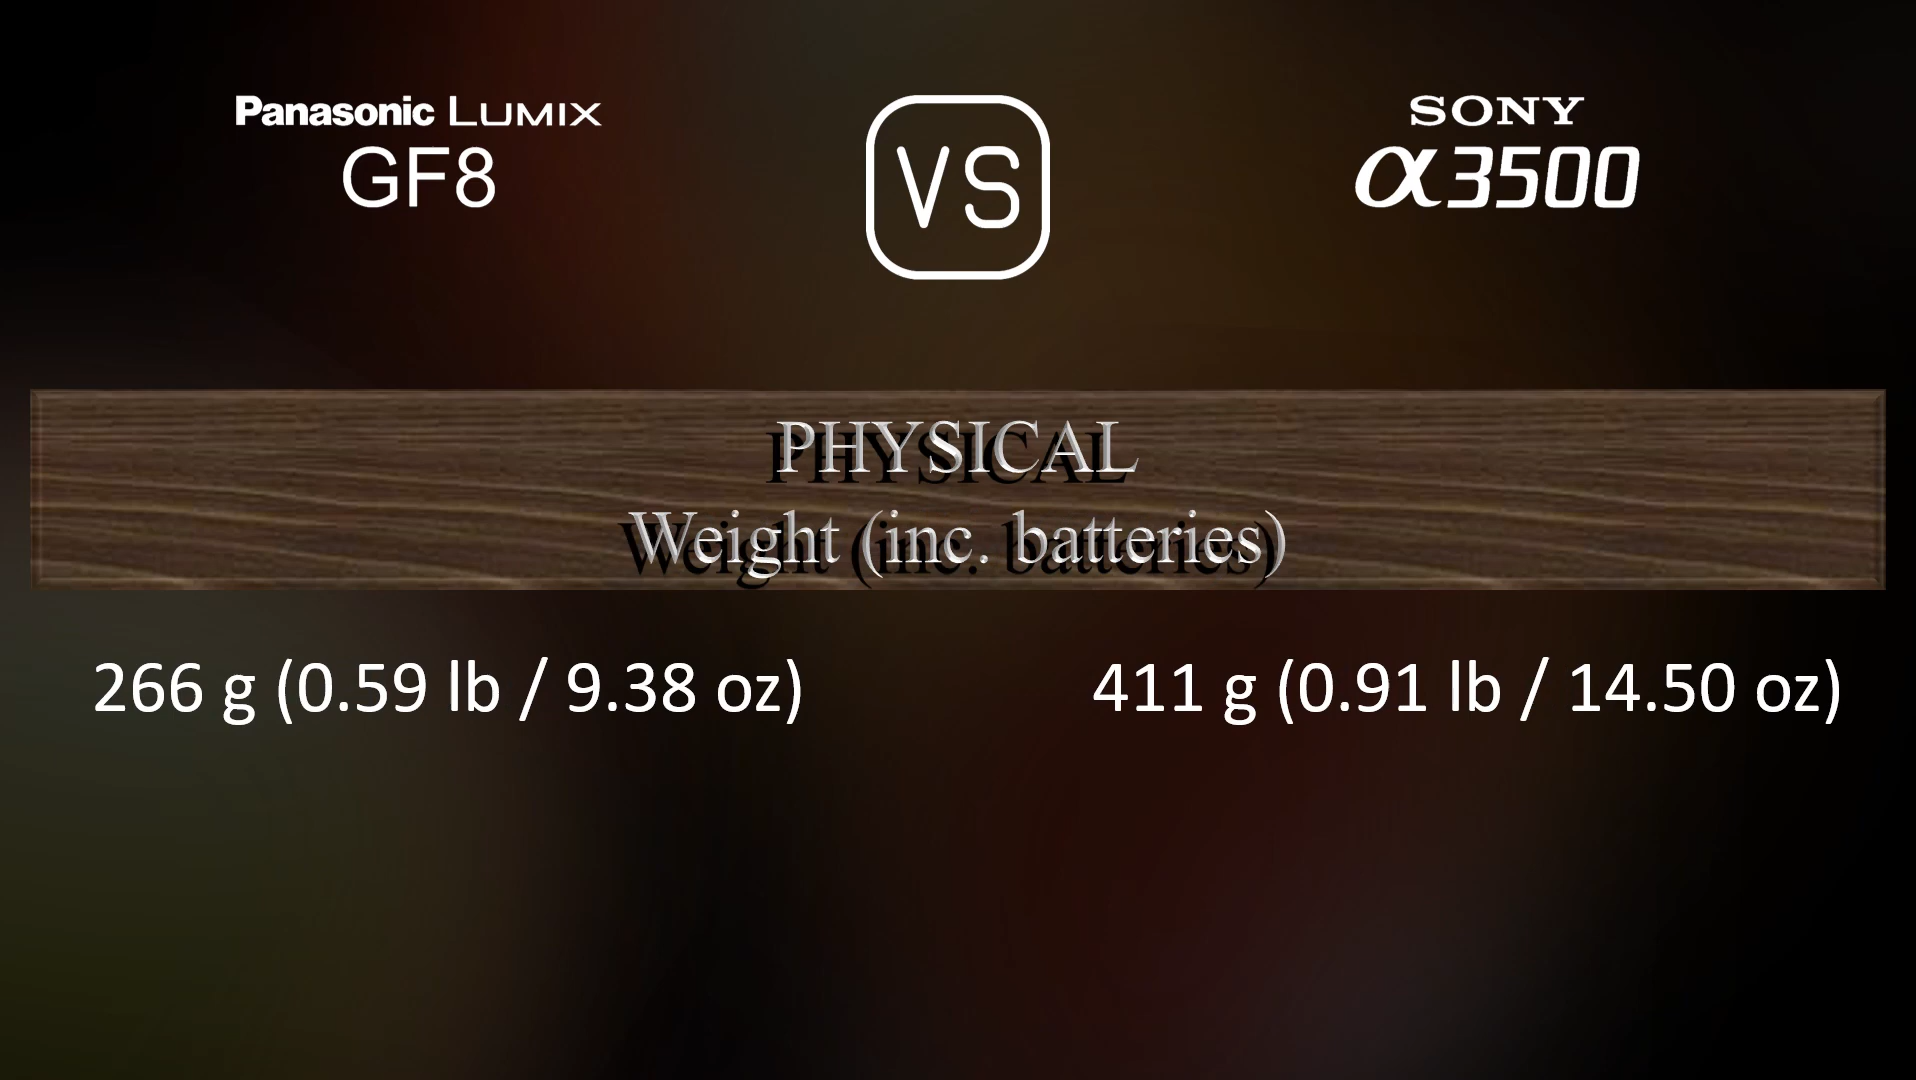 Panasonic LUMIX
GF8
VS
SONY
α3500
PHYSICAL
Weight (inc. batteries)
266 g (0.59 lb / 9.38 oz)
411 g (0.91 lb / 14.50 oz)